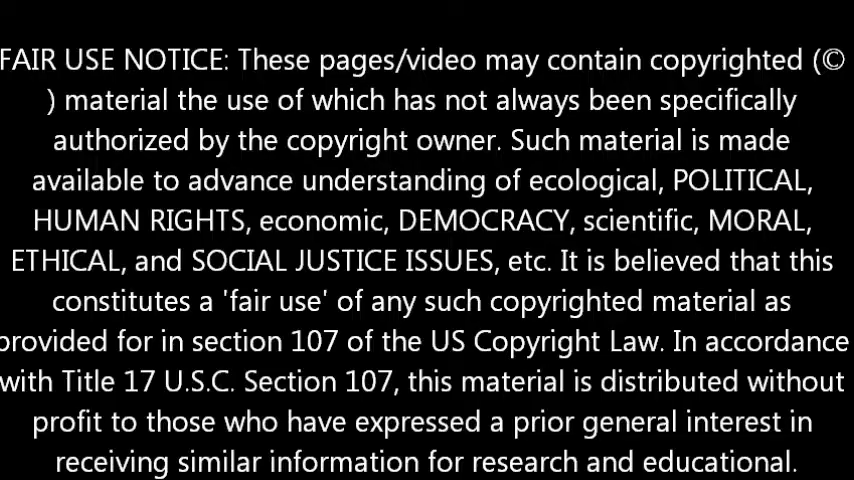 FAIR USE NOTICE: These pages/video may contain copyrighted (©
) material the use of which has not always been specifically
authorized by the copyright owner. Such material is made
available to advance understanding of ecological, POLITICAL,
HUMAN RIGHTS, economic, DEMOCRACY, scientific, MORAL,
ETHICAL, and SOCIAL JUSTICE ISSUES, etc. It is believed that this
constitutes a 'fair use' of any such copyrighted material as
provided for in section 107 of the US Copyright Law. In accordance
with Title 17 U.S.C. Section 107, this material is distributed without
profit to those who have expressed a prior general interest in
receiving similar information for research and educational.